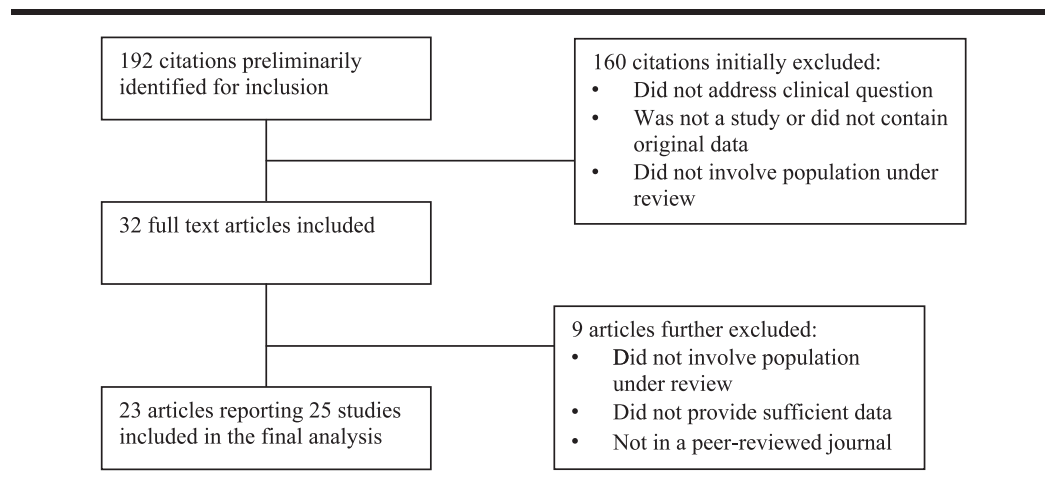 192 citations preliminarily
identified for inclusion
160 citations initially excluded:
• Did not address clinical question
• Was not a study or did not contain
original data
• Did not involve population under
review
32 full text articles included
9 articles further excluded:
• Did not involve population
under review
• Did not provide sufficient data
• Not in a peer-reviewed journal
23 articles reporting 25 studies
included in the final analysis